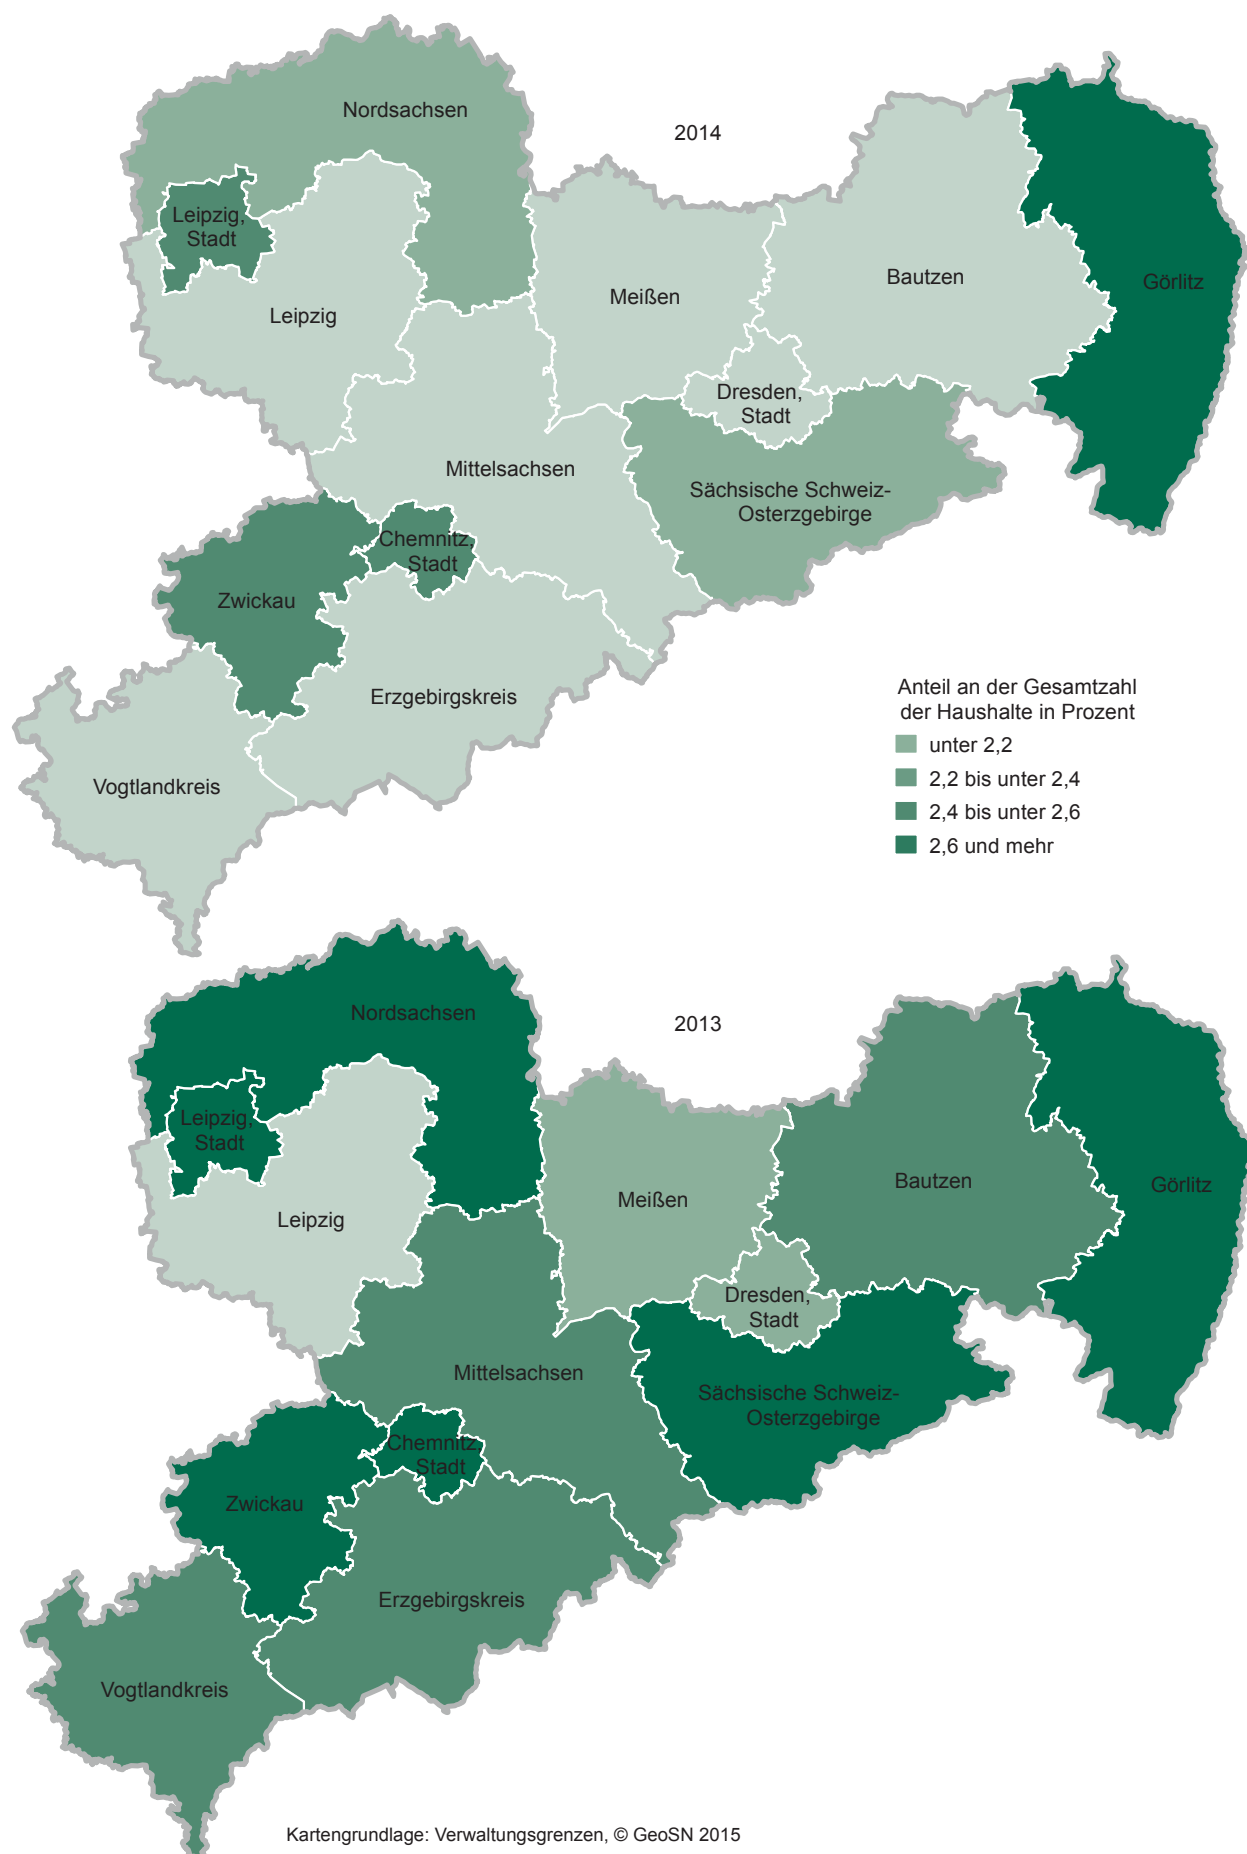 Nordsachsen
2014
Leipzig,
Stadt
Bautzen
Görlitz
Meißen
Leipzig
Dresden,
Stadt
Mittelsachsen
Sächsische Schweiz-
Osterzgebirge
Chemnitz,
Stadt
Zwickau
Erzgebirgskreis
Vogtlandkreis
Anteil an der Gesamtzahl
der Haushalte in Prozent
unter 2,2
2,2 bis unter 2,4
2,4 bis unter 2,6
2,6 und mehr
Nordsachsen
2013
Leipzig,
Stadt
Bautzen
Görlitz
Meißen
Leipzig
Dresden,
Stadt
Mittelsachsen
Sächsische Schweiz-
Osterzgebirge
Chemnitz,
Stadt
Zwickau
Erzgebirgskreis
Vogtlandkreis
Kartengrundlage: Verwaltungsgrenzen, © GeoSN 2015